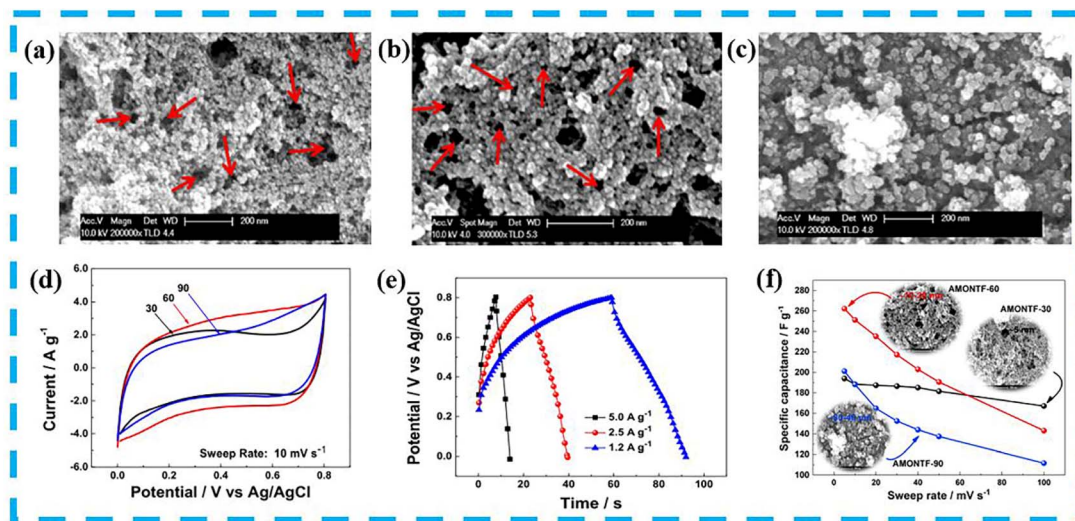 (a)
Acc.V Magn Det WD 200 nm
10.0 kV 200000x TLD 4.4
(b)
Acc.V Spot Magn Det WD 200 nm
10.0 kV 4.0 300000x TLD 5.3
(c)
Acc.V Magn Det WD 200 nm
10.0 kV 200000x TLD 4.8
(d)
6.0
4.0
2.0
0.0
-2.0
-4.0
-6.0
Current / A g⁻¹
30
60
90
Sweep Rate: 10 mV s⁻¹
0.0 0.2 0.4 0.6 0.8 1.0
Potential / V vs Ag/AgCl
(e)
0.8
0.6
0.4
0.2
0.0
Potential / V vs Ag/AgCl
5.0 A g⁻¹
2.5 A g⁻¹
1.2 A g⁻¹
0 20 40 60 80 100
Time / s
(f)
280
260
240
220
200
180
160
140
120
100
Specific capacitance / F g⁻¹
AMONTF-60
AMONTF-30
AMONTF-90
0 20 40 60 80 100
Sweep rate / mV s⁻¹